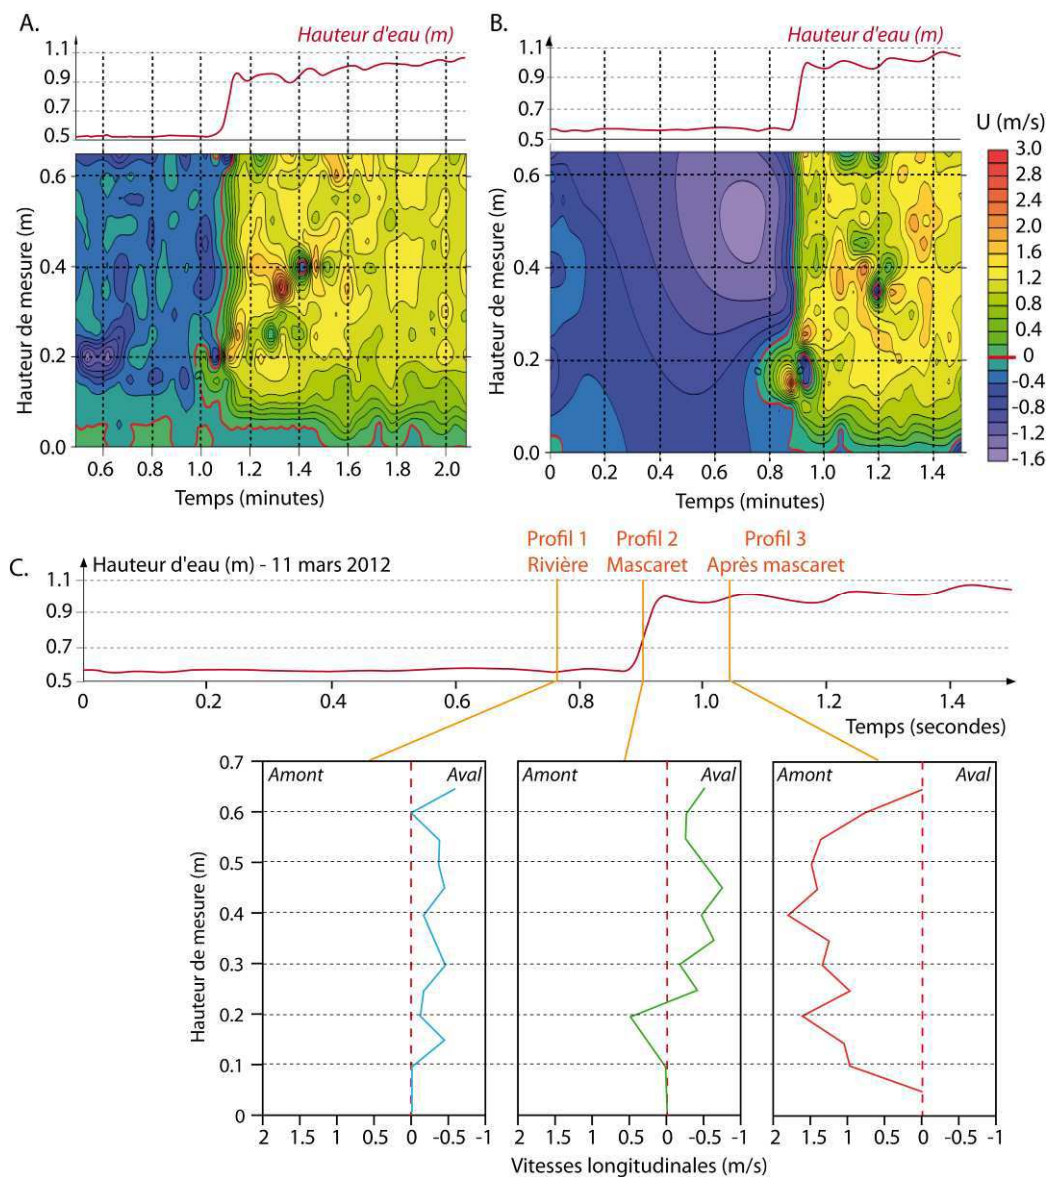 A.
Hauteur d'eau (m)
1.1
0.9
0.7
0.5
Hauteur de mesure (m)
0.6
0.4
0.2
0.0
0.6 0.8 1.0 1.2 1.4 1.6 1.8 2.0
Temps (minutes)
B.
Hauteur d'eau (m)
1.1
0.9
0.7
0.5
Hauteur de mesure (m)
0.6
0.4
0.2
0.0
0 0.2 0.4 0.6 0.8 1.0 1.2 1.4
Temps (minutes)
U (m/s)
3.0
2.8
2.4
2.0
1.6
1.2
0.8
0.4
0
-0.4
-0.8
-1.2
-1.6
C.
Hauteur d'eau (m) - 11 mars 2012
Profil 1
Rivière
Profil 2
Mascaret
Profil 3
Après mascaret
1.1
0.9
0.7
0.5
0 0.2 0.4 0.6 0.8 1.0 1.2 1.4
Temps (secondes)
Hauteur de mesure (m)
0.7
0.6
0.5
0.4
0.3
0.2
0.1
0
Amont Aval
2 1.5 1 0.5 0 -0.5 -1
Amont Aval
2 1.5 1 0.5 0 -0.5 -1
Amont Aval
2 1.5 1 0.5 0 -0.5 -1
Vitesses longitudinales (m/s)